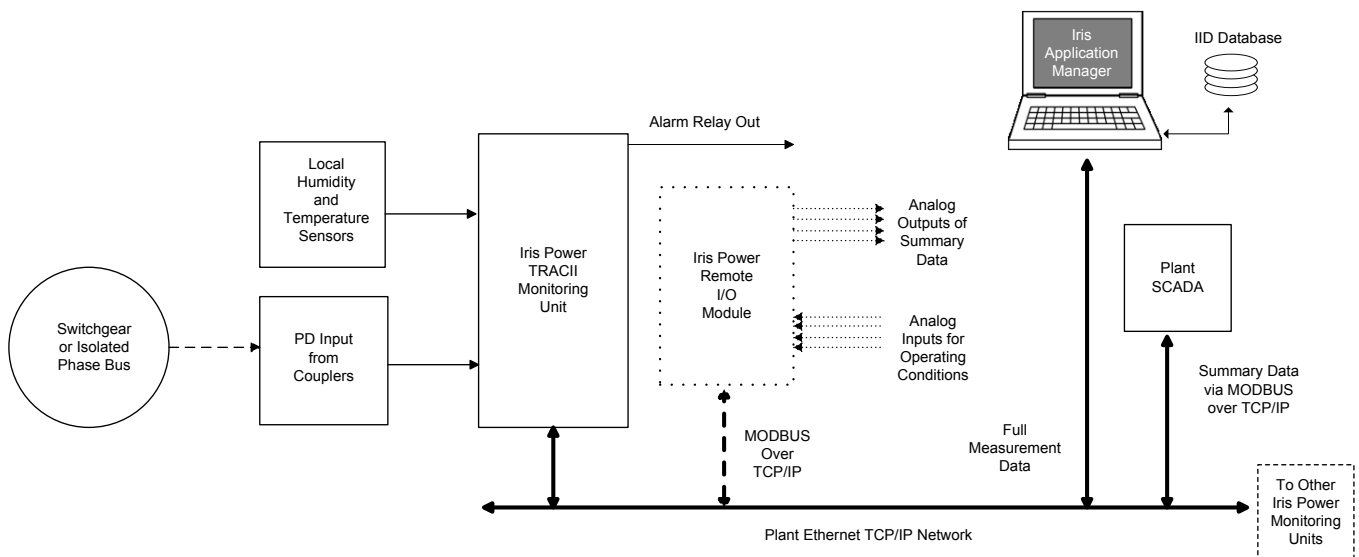 Iris
Application
Manager
IID Database
Alarm Relay Out
Local
Humidity
and
Temperature
Sensors
Iris Power
TRACII
Monitoring
Unit
Iris Power
Remote
I/O
Module
Analog
Outputs of
Summary
Data
Plant
SCADA
Switchgear
or Isolated
Phase Bus
PD Input
from
Couplers
Analog
Inputs for
Operating
Conditions
Summary Data
via MODBUS
over TCP/IP
MODBUS
Over
TCP/IP
Full
Measurement
Data
To Other
Iris Power
Monitoring
Units
Plant Ethernet TCP/IP Network